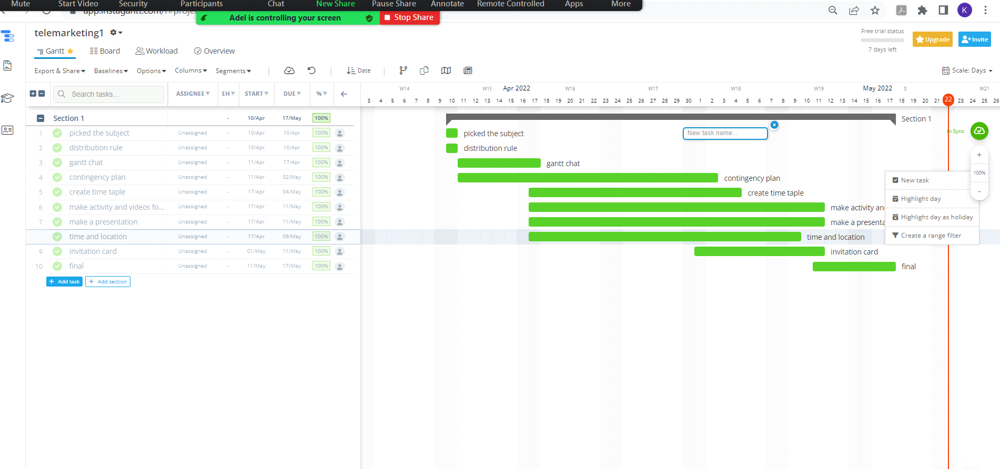 Mute Start Video Security Participants Chat New Share Pause Share Annotate Remote Controlled Apps More
Adel is controlling your screen Stop Share
K
telemarketing1
Free trial status
7 days left
Upgrade
Invite
Gantt Board Workload Overview
Export & Share Baselines Options Columns Segments Date Scale: Days
W14 W15 Apr 2022 W16 W17 W18 W19 May 2022 0 W21
Search tasks... ASSIGNEE EH START DUE %
3 4 5 6 7 8 9 10 11 12 13 14 15 16 17 18 19 20 21 22 23 24 25 26 27 28 29 30 1 2 3 4 5 6 7 8 9 10 11 12 13 14 15 16 17 18 19 20 21 22 23 24 25 26
Section 1 - 10/Apr 17/May 100% Section 1
1 picked the subject Unassigned - 10/Apr 10/Apr 100% picked the subject New task name... In Sync
2 distribution rule Unassigned - 10/Apr 10/Apr 100% distribution rule
3 gantt chat Unassigned - 11/Apr 17/Apr 100% gantt chat
4 contingency plan Unassigned - 11/Apr 02/May 100% contingency plan
5 create time taple Unassigned - 17/Apr 04/May 100% create time taple
6 make activity and videos fo... Unassigned - 17/Apr 11/May 100% make activity an
7 make a presentation Unassigned - 17/Apr 11/May 100% make a presenta
time and location Unassigned - 17/Apr 09/May 100% time and location
9 invitation card Unassigned - 01/May 11/May 100% invitation card
10 final Unassigned - 11/May 17/May 100% final
+ Add task + Add section
+
100%
-
New task
Highlight day
Highlight day as holiday
Create a range filter